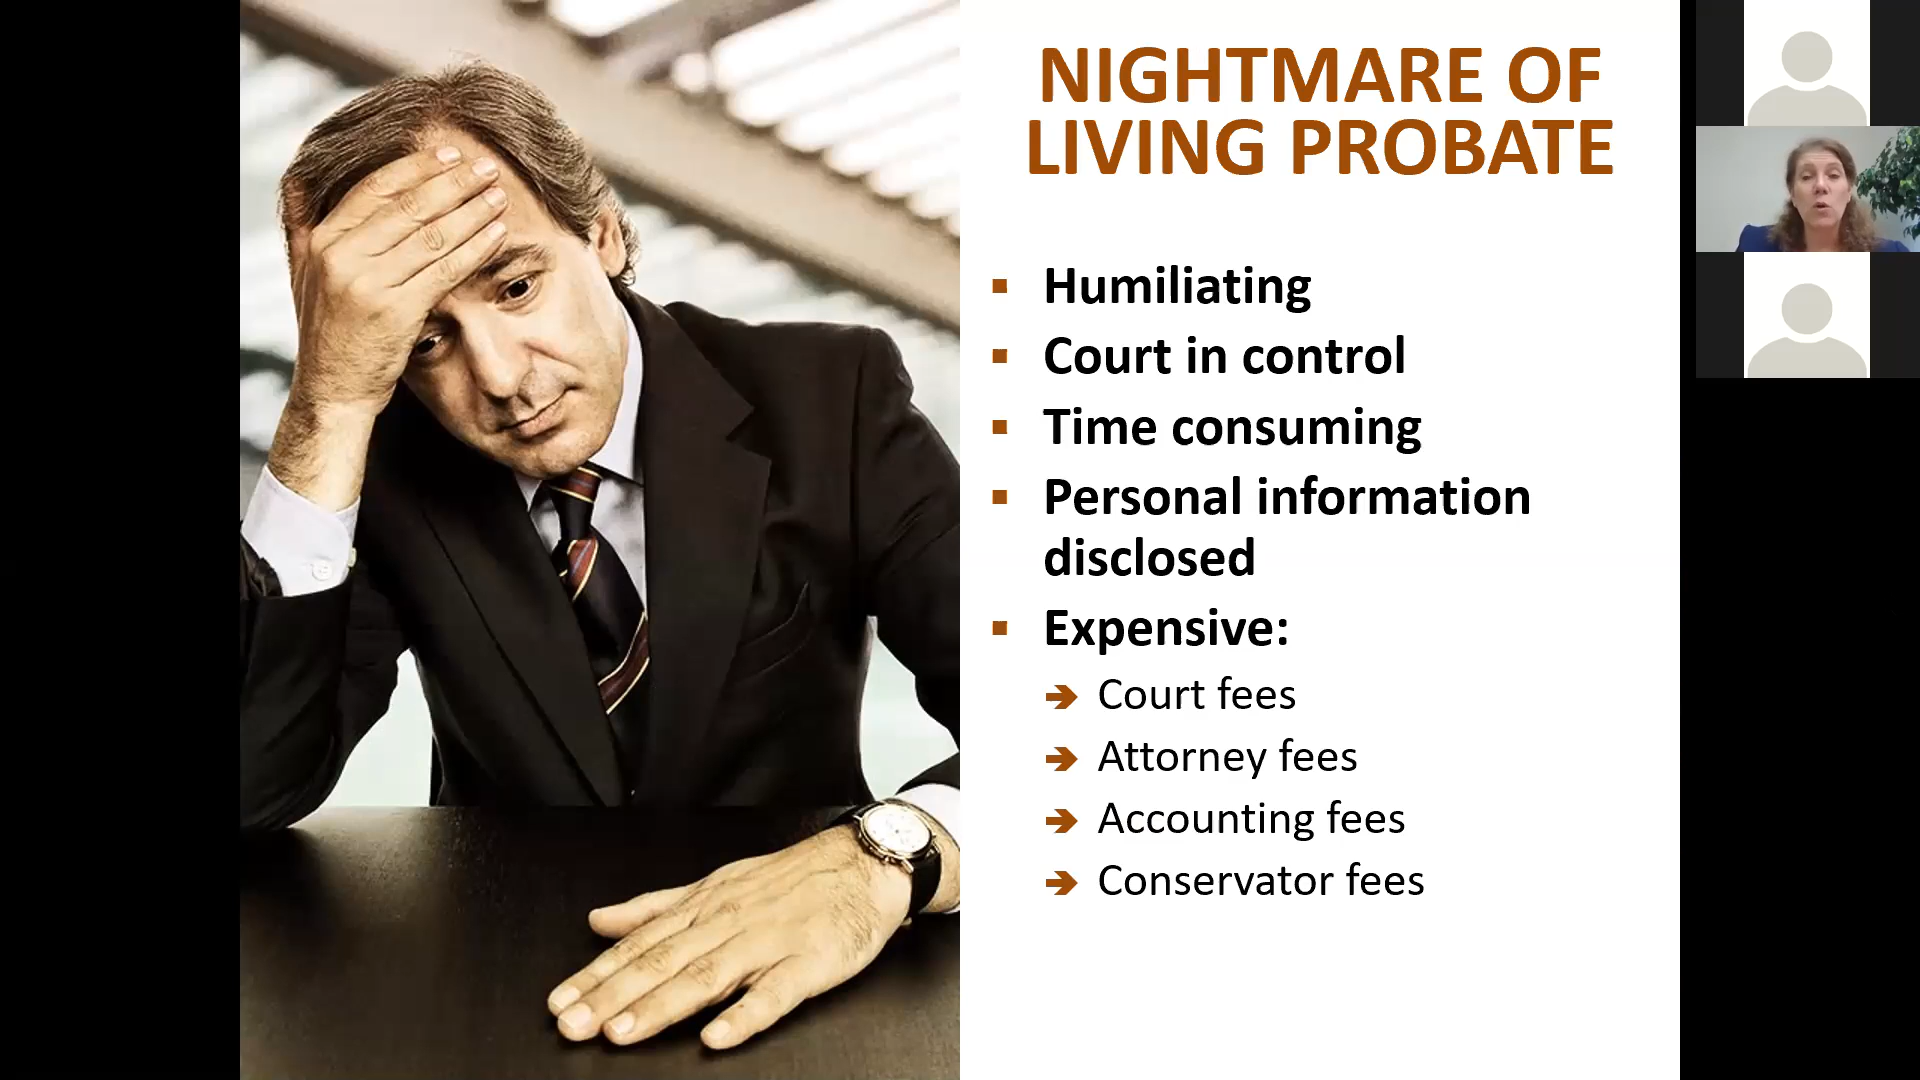 NIGHTMARE OF
LIVING PROBATE
Humiliating
Court in control
Time consuming
Personal information
disclosed
Expensive:
Court fees
Attorney fees
Accounting fees
Conservator fees